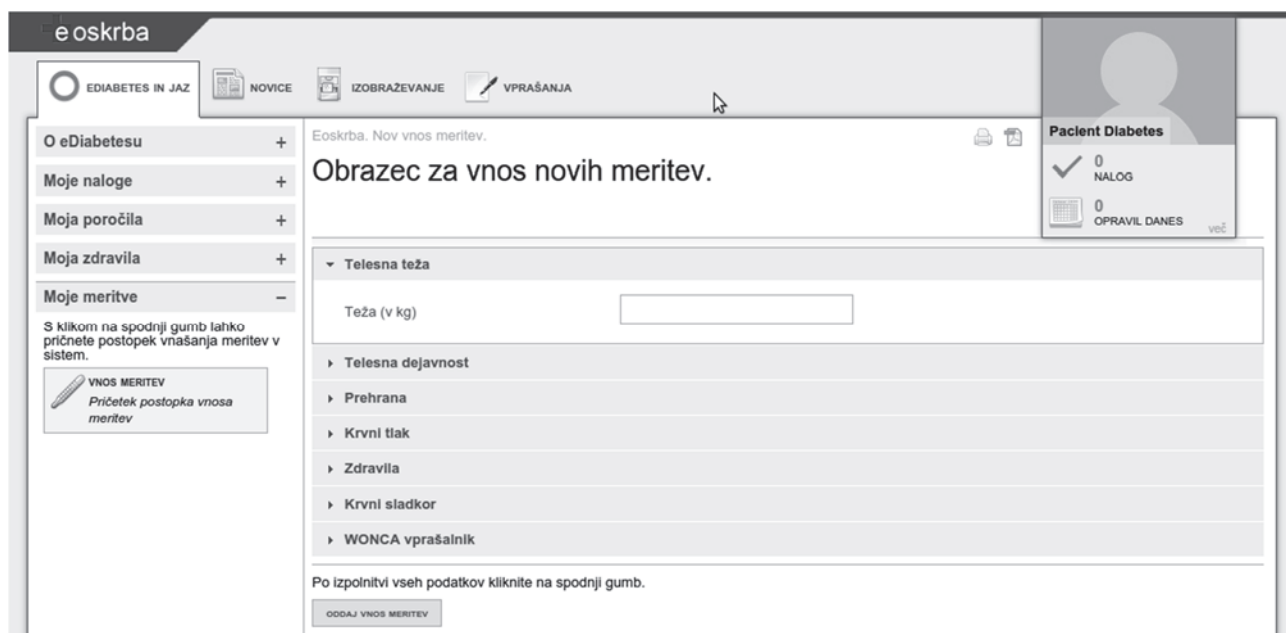 e oskrba
EDIABETES IN JAZ
NOVICE
IZOBRAŽEVANJE
VPRAŠANJA
O eDiabetesu +
Moje naloge +
Moja poročila +
Moja zdravila +
Moje meritve –
S klikom na spodnji gumb lahko
pričnete postopek vnašanja meritev v
sistem.
VNOS MERITEV
Pričetek postopka vnosa
meritev
Eoskrba. Nov vnos meritev.
Obrazec za vnos novih meritev.
Telesna teža
Teža (v kg)
Telesna dejavnost
Prehrana
Krvni tlak
Zdravila
Krvni sladkor
WONCA vprašalnik
Po izpolnitvi vseh podatkov kliknite na spodnji gumb.
ODDAJ VNOS MERITEV
Pacient Diabetes
0
NALOG
0
OPRAVIL DANES
več